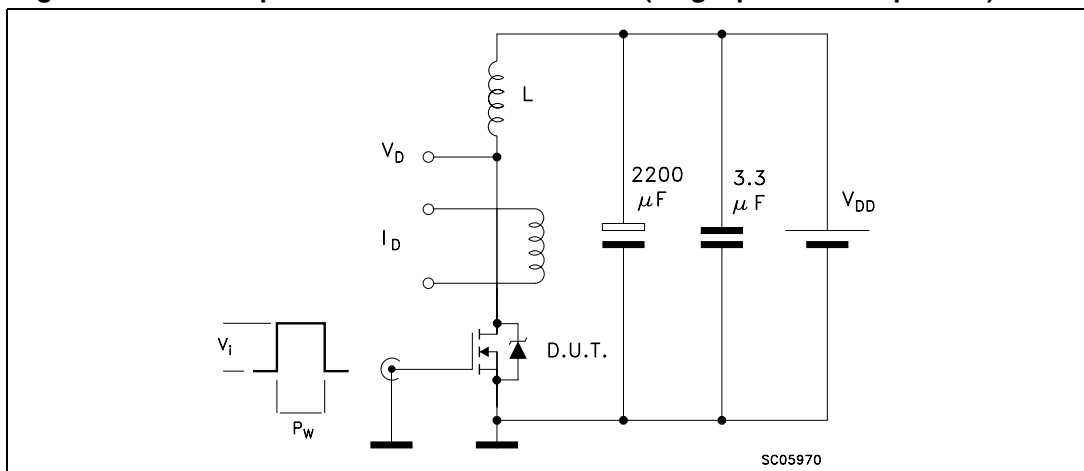 L
V_D
2200 μF
3.3 μF
V_DD
I_D
V_i
D.U.T.
P_W
SC05970